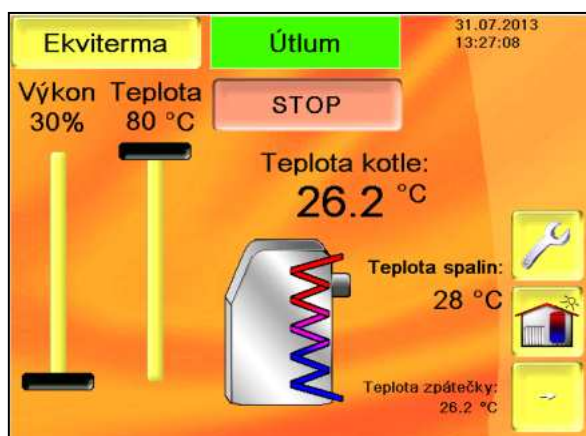 Ekviterma
Útlum
31.07.2013
13:27:08
Výkon
30%
Teplota
80 °C
STOP
Teplota kotle:
26.2 °C
Teplota spalin:
28 °C
Teplota zpátečky:
26.2 °C